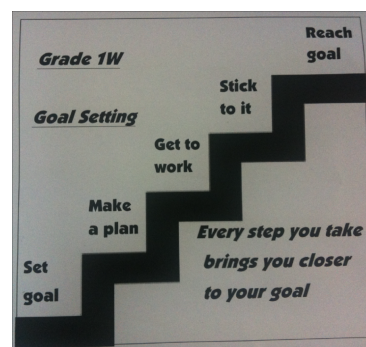 Reach
goal
Grade 1W
Stick
to it
Goal Setting
Get to
work
Make
a plan
Every step you take
brings you closer
to your goal
Set
goal